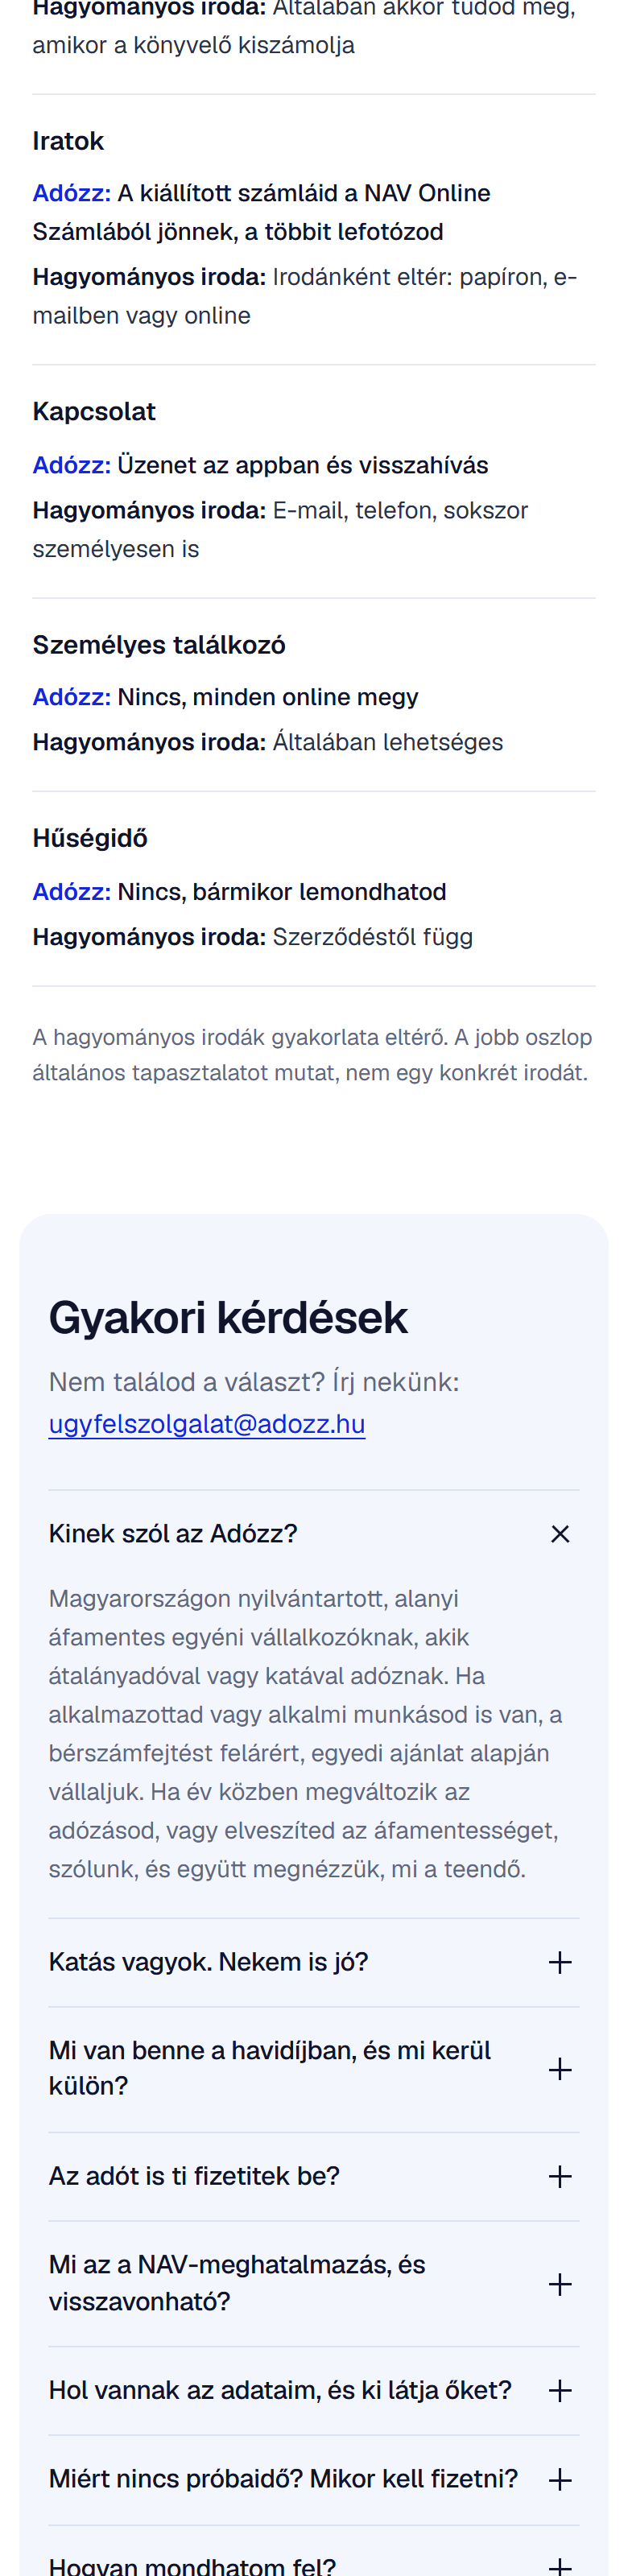 Hagyományos iroda: Általában akkor tudod meg,
amikor a könyvelő kiszámolja
Iratok
Adózz: A kiállított számláid a NAV Online
Számlából jönnek, a többit lefotózod
Hagyományos iroda: Irodánként eltér: papíron, e-
mailben vagy online
Kapcsolat
Adózz: Üzenet az appban és visszahívás
Hagyományos iroda: E-mail, telefon, sokszor
személyesen is
Személyes találkozó
Adózz: Nincs, minden online megy
Hagyományos iroda: Általában lehetséges
Hűségidő
Adózz: Nincs, bármikor lemondhatod
Hagyományos iroda: Szerződéstől függ
A hagyományos irodák gyakorlata eltérő. A jobb oszlop
általános tapasztalatot mutat, nem egy konkrét irodát.
Gyakori kérdések
Nem találod a választ? Írj nekünk:
ugyfelszolgalat@adozz.hu
Kinek szól az Adózz?
Magyarországon nyilvántartott, alanyi
áfamentes egyéni vállalkozóknak, akik
átalányadóval vagy katával adóznak. Ha
alkalmazottad vagy alkalmi munkásod is van, a
bérszámfejtést felárért, egyedi ajánlat alapján
vállaljuk. Ha év közben megváltozik az
adózásod, vagy elveszíted az áfamentességet,
szólunk, és együtt megnézzük, mi a teendő.
Katás vagyok. Nekem is jó?
Mi van benne a havidíjban, és mi kerül
külön?
Az adót is ti fizetitek be?
Mi az a NAV-meghatalmazás, és
visszavonható?
Hol vannak az adataim, és ki látja őket?
Miért nincs próbaidő? Mikor kell fizetni?
Hogyan mondhatom fel?